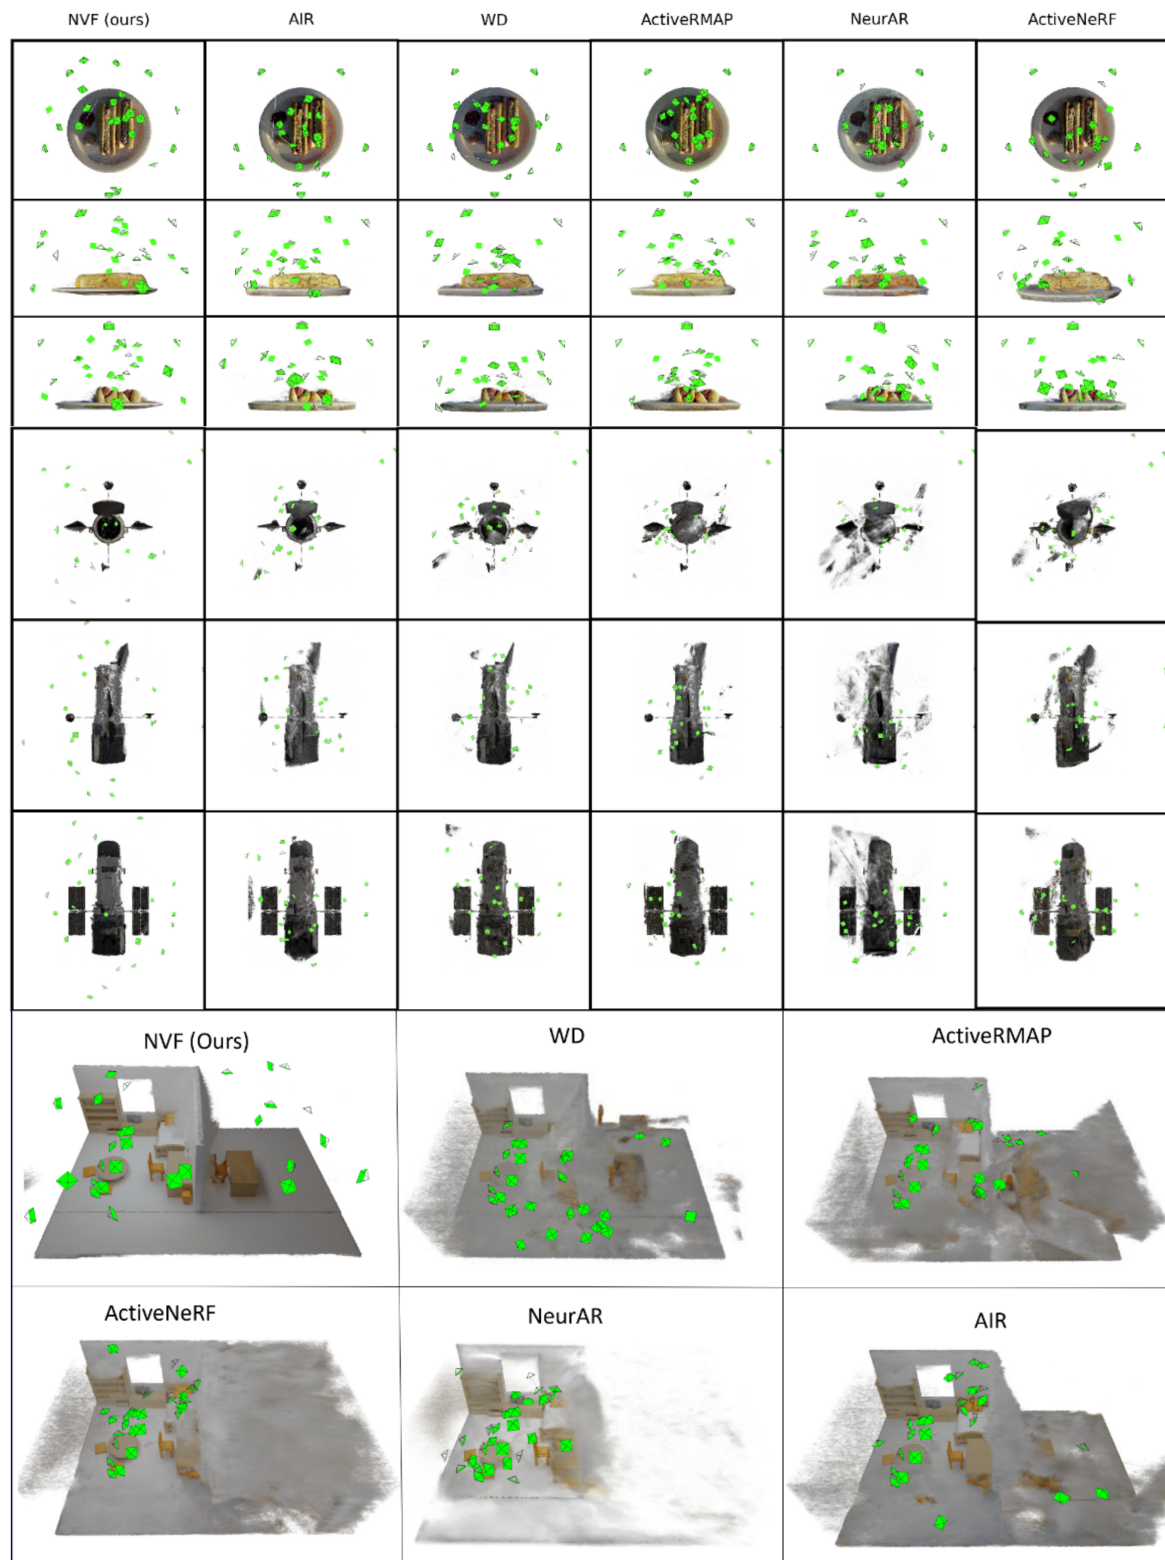 NVF (ours) AIR WD ActiveRMAP NeurAR ActiveNeRF
NVF (Ours) WD ActiveRMAP
ActiveNeRF NeurAR AIR